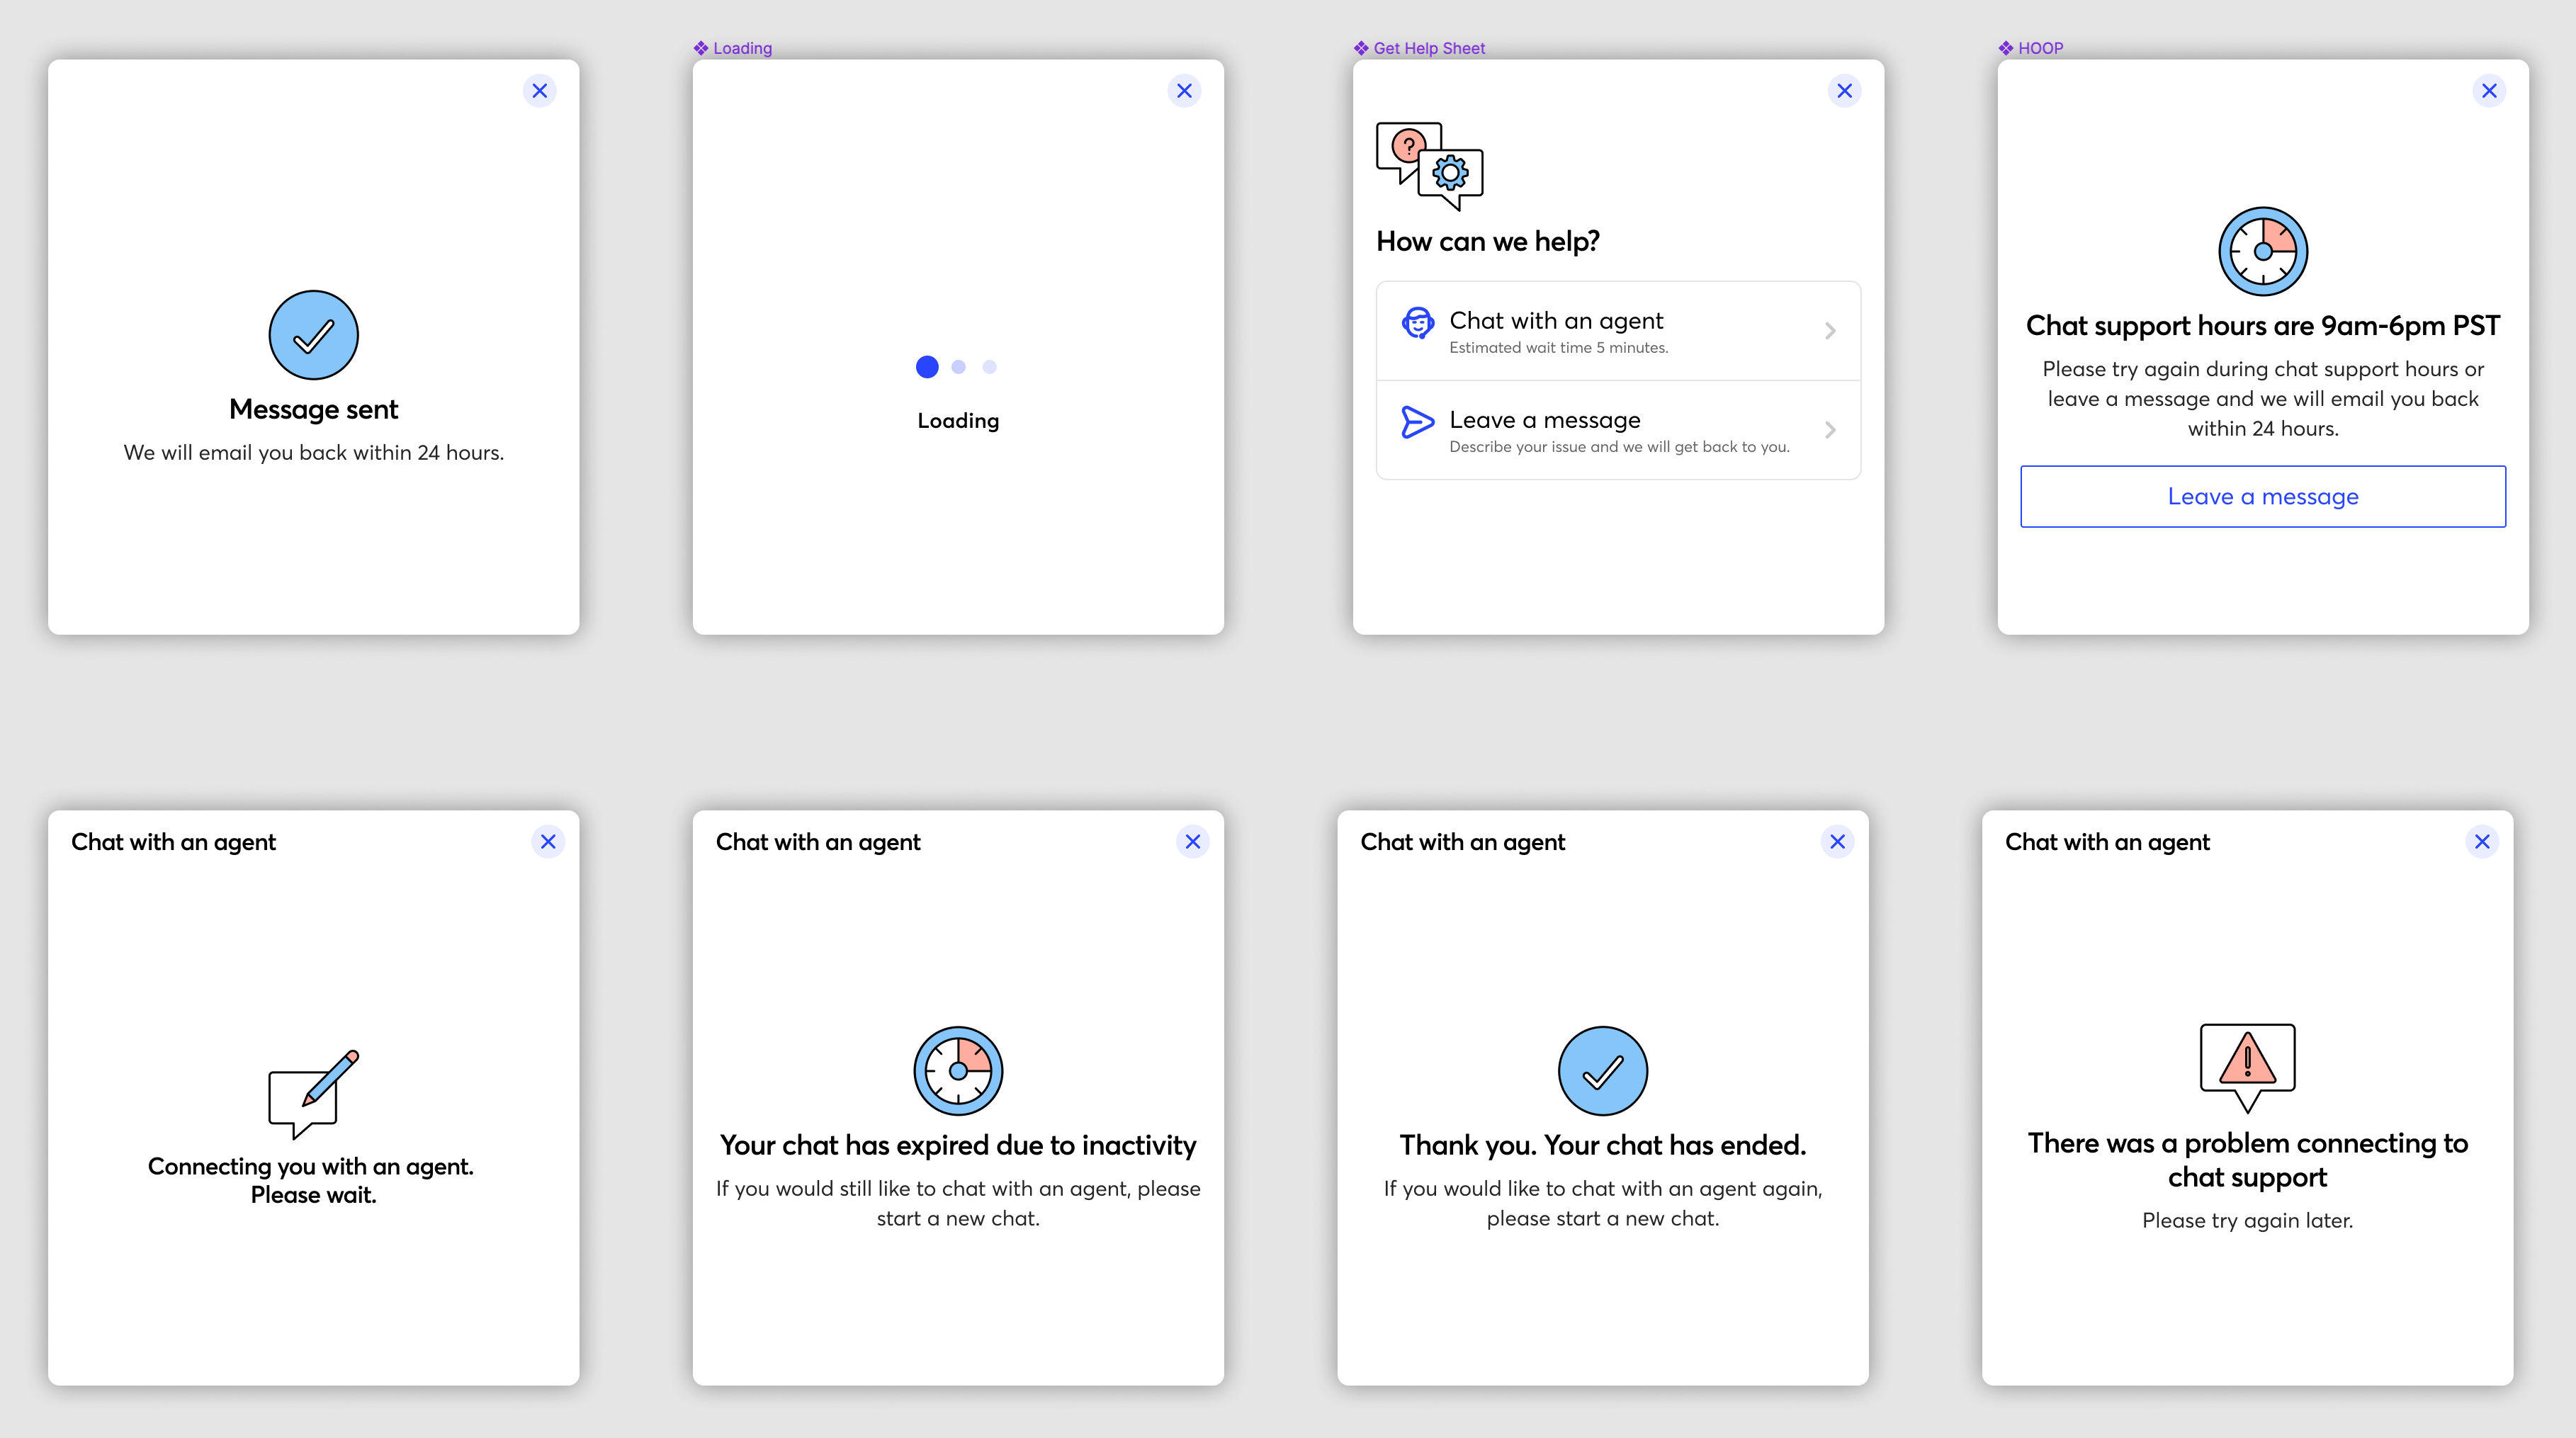 Message sent
We will email you back within 24 hours.
Loading
Loading
Get Help Sheet
How can we help?
Chat with an agent
Estimated wait time 5 minutes.
Leave a message
Describe your issue and we will get back to you.
HOOP
Chat support hours are 9am-6pm PST
Please try again during chat support hours or
leave a message and we will email you back
within 24 hours.
Leave a message
Chat with an agent
Connecting you with an agent.
Please wait.
Chat with an agent
Your chat has expired due to inactivity
If you would still like to chat with an agent, please
start a new chat.
Chat with an agent
Thank you. Your chat has ended.
If you would like to chat with an agent again,
please start a new chat.
Chat with an agent
There was a problem connecting to
chat support
Please try again later.